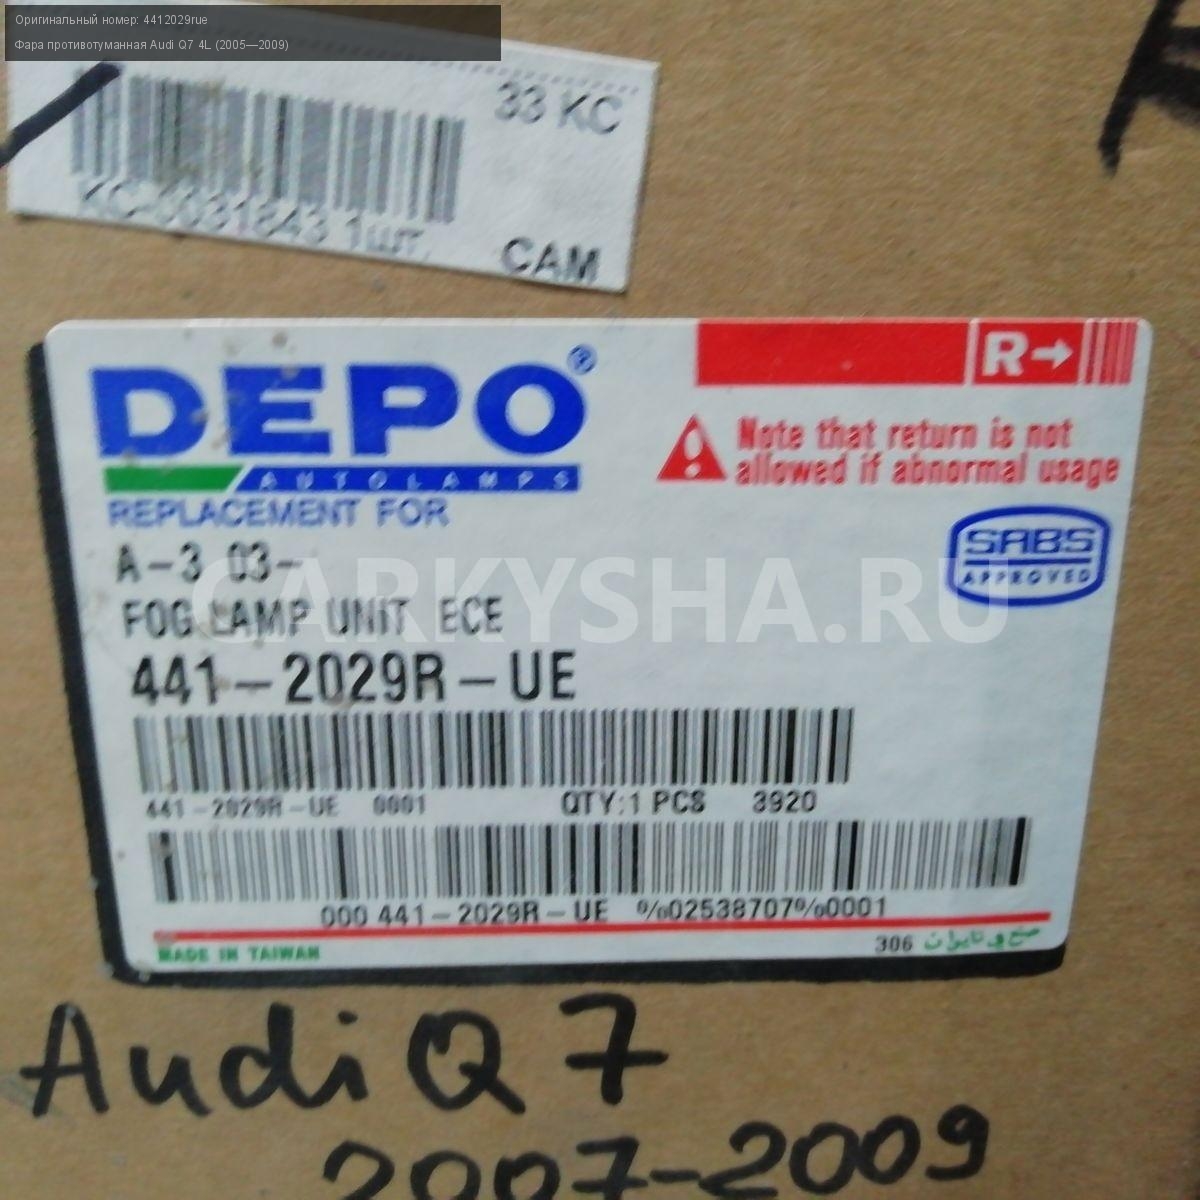 Оригинальный номер: 4412029rue
Фара противотуманная Audi Q7 4L (2005—2009)
33 KC
KC-0031843 1шт.
CAM
DEPO®
AUTOLAMPS
R→
Note that return is not
allowed if abnormal usage
REPLACEMENT FOR
SABS
APPROVED
A-3 03-
FOG LAMP UNIT ECE
CARKYSHA.RU
441-2029R-UE
441-2029R-UE 0001 QTY:1 PCS 3920
000 441-2029R-UE %02538707%0001
MADE IN TAIWAN
306
Audi Q7
2007-2009